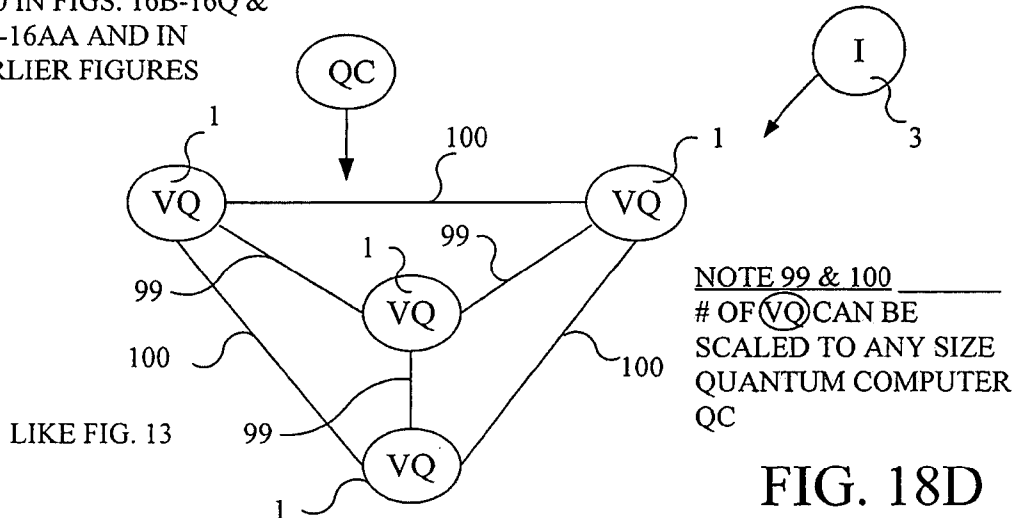 IN FIGS. 16B-16Q &
-16AA AND IN
RLIER FIGURES
QC
I
3
1
100
1
VQ
VQ
99
1
99
VQ
100
100
99
VQ
1
LIKE FIG. 13
NOTE 99 & 100
# OF VQ CAN BE
SCALED TO ANY SIZE
QUANTUM COMPUTER
QC
FIG. 18D